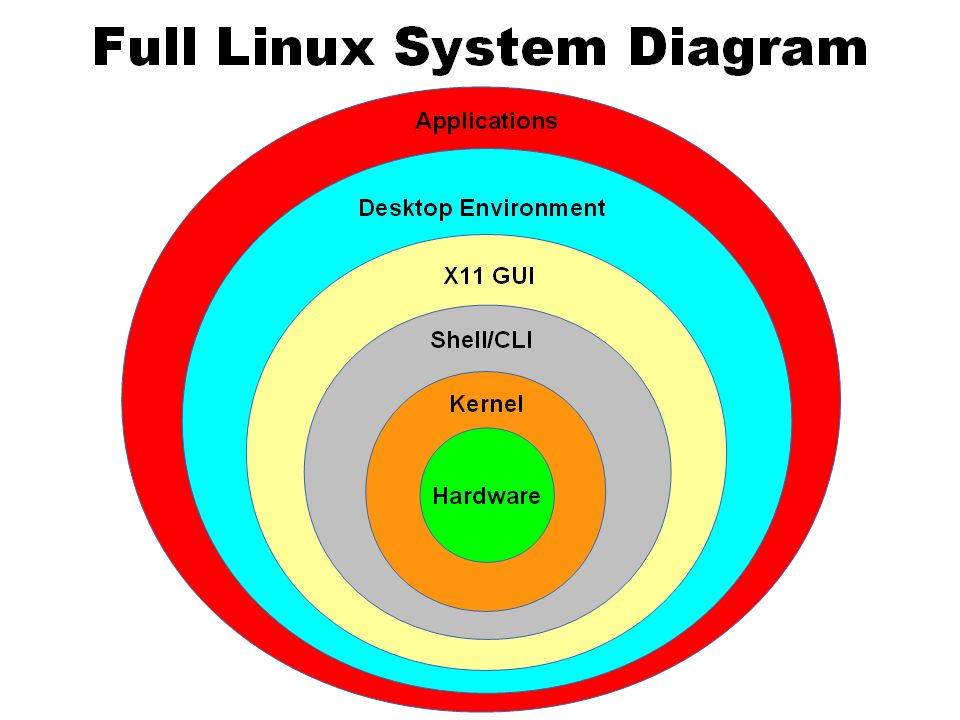 Full Linux System Diagram
Applications
Desktop Environment
X11 GUI
Shell/CLI
Kernel
Hardware